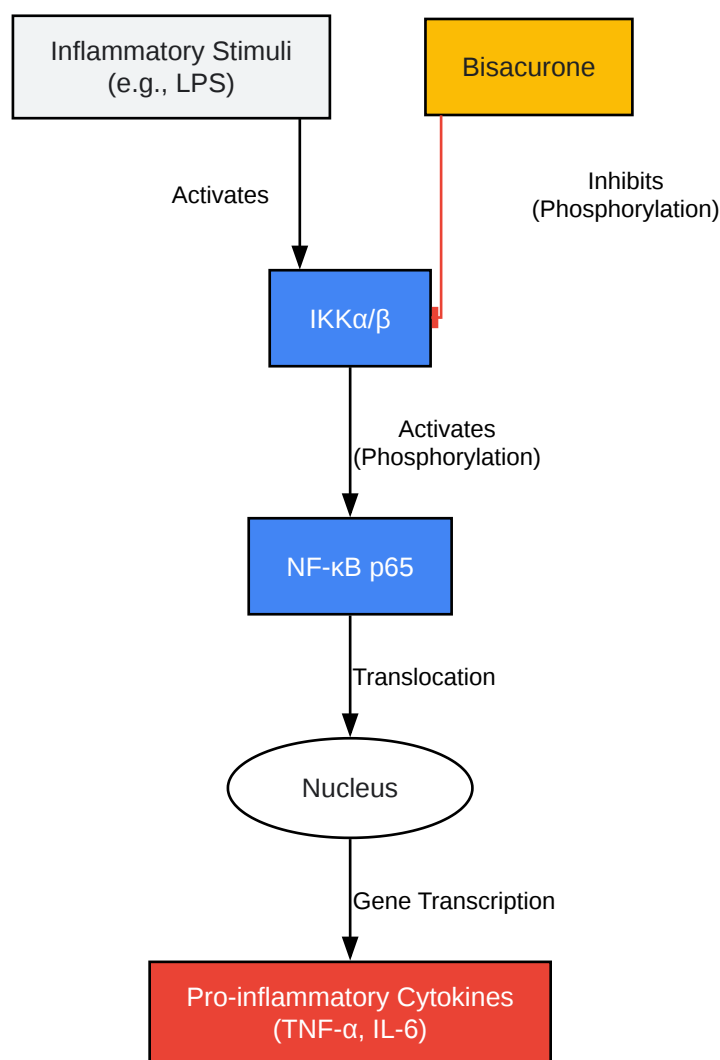 Inflammatory Stimuli
(e.g., LPS)
Bisacurone
Activates
Inhibits
(Phosphorylation)
IKKα/β
Activates
(Phosphorylation)
NF-κB p65
Translocation
Nucleus
Gene Transcription
Pro-inflammatory Cytokines
(TNF-α, IL-6)